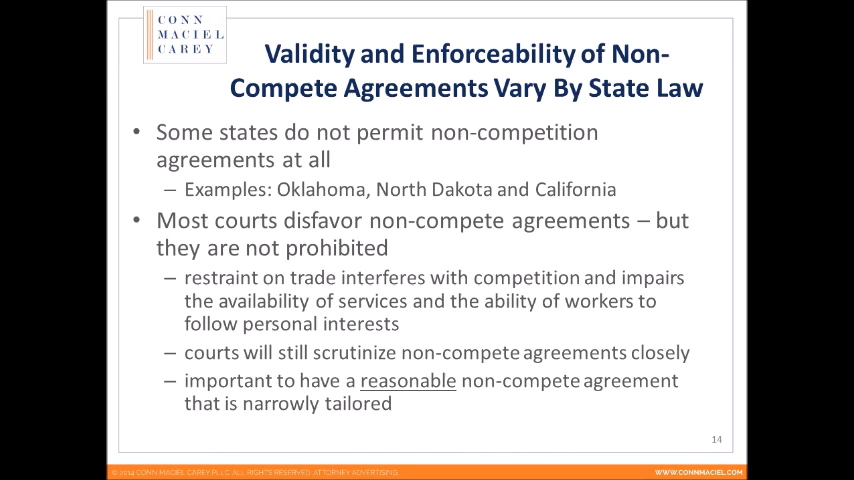 CONN
MACIEL
CAREY
Validity and Enforceability of Non-
Compete Agreements Vary By State Law
• Some states do not permit non-competition
agreements at all
– Examples: Oklahoma, North Dakota and California
• Most courts disfavor non-compete agreements – but
they are not prohibited
– restraint on trade interferes with competition and impairs
the availability of services and the ability of workers to
follow personal interests
– courts will still scrutinize non-compete agreements closely
– important to have a reasonable non-compete agreement
that is narrowly tailored
14
© 2014 CONN MACIEL CAREY PLLC ALL RIGHTS RESERVED ATTORNEY ADVERTISING
WWW.CONNMACIEL.COM